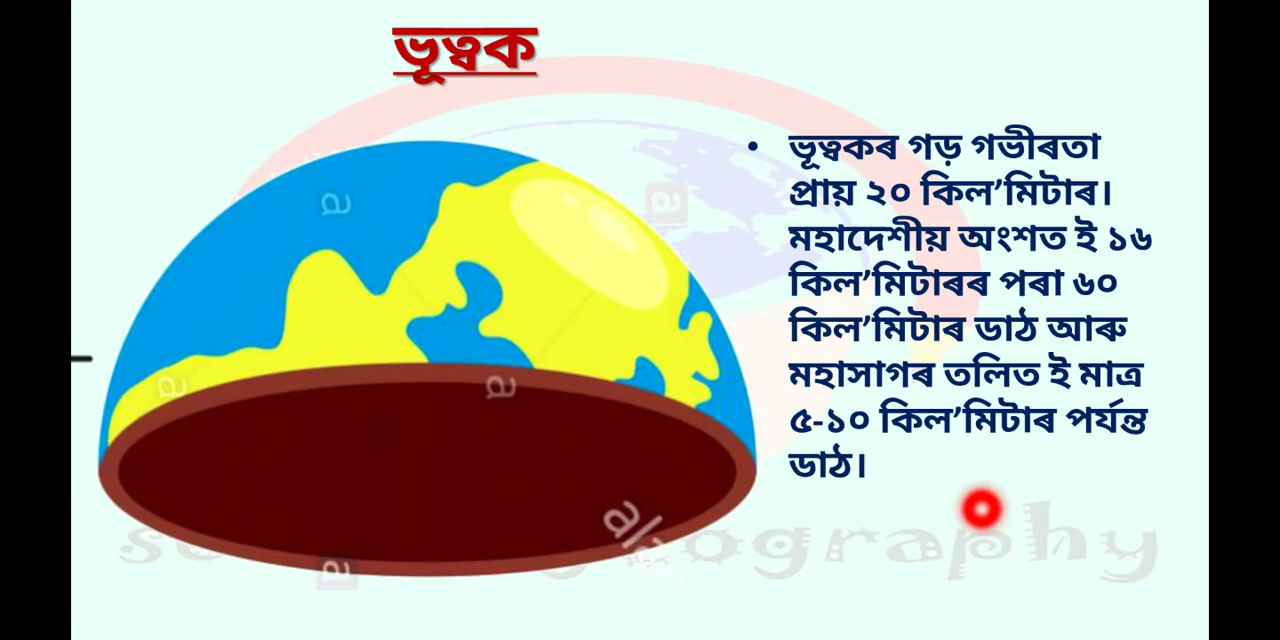 ভূত্বক
• ভূত্বকৰ গড় গভীৰতা
প্ৰায় ২০ কিল’মিটাৰ।
মহাদেশীয় অংশত ই ১৬
কিল’মিটাৰৰ পৰা ৬০
কিল’মিটাৰ ডাঠ আৰু
মহাসাগৰ তলিত ই মাত্ৰ
৫-১০ কিল’মিটাৰ পৰ্যন্ত
ডাঠ।
a
a
a
a
a